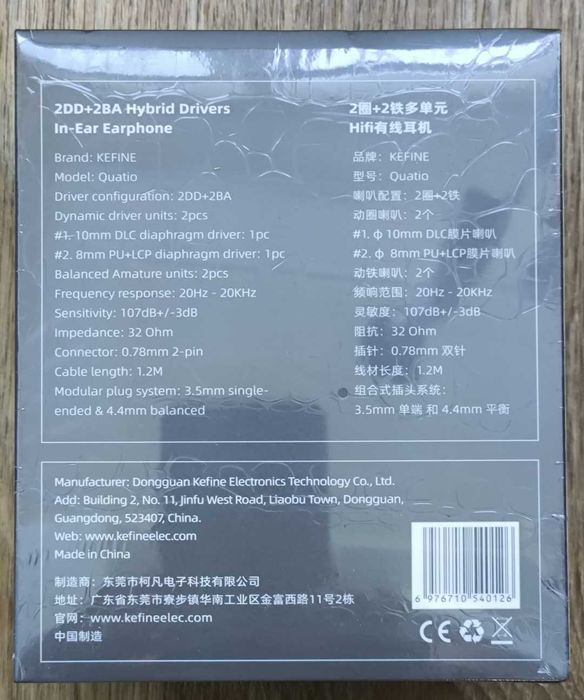 2DD+2BA Hybrid Drivers
In-Ear Earphone
Brand: KEFINE
Model: Quatio
Driver configuration: 2DD+2BA
Dynamic driver units: 2pcs
#1. 10mm DLC diaphragm driver: 1pc
#2. 8mm PU+LCP diaphragm driver: 1pc
Balanced Amature units: 2pcs
Frequency response: 20Hz - 20KHz
Sensitivity: 107dB+/-3dB
Impedance: 32 Ohm
Connector: 0.78mm 2-pin
Cable length: 1.2M
Modular plug system: 3.5mm single-
ended & 4.4mm balanced
2圈+2铁多单元
Hifi有线耳机
品牌: KEFINE
型号: Quatio
喇叭配置: 2圈+2铁
动圈喇叭: 2个
#1. φ 10mm DLC膜片喇叭
#2. φ 8mm PU+LCP膜片喇叭
动铁喇叭: 2个
频响范围: 20Hz - 20KHz
灵敏度: 107dB+/-3dB
阻抗: 32 Ohm
插针: 0.78mm 双针
线材长度: 1.2M
组合式插头系统:
3.5mm 单端 和 4.4mm 平衡
Manufacturer: Dongguan Kefine Electronics Technology Co., Ltd.
Add: Building 2, No. 11, Jinfu West Road, Liaobu Town, Dongguan,
Guangdong, 523407, China.
Web: www.kefineelec.com
Made in China
制造商: 东莞市柯凡电子科技有限公司
地址: 广东省东莞市寮步镇华南工业区金富西路11号2栋
官网: www.kefineelec.com
中国制造
6 976710 540126
CE